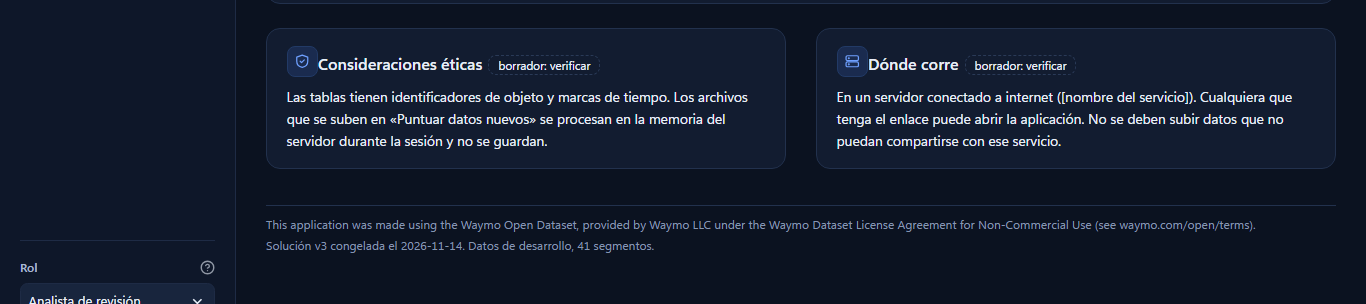 Consideraciones éticas borrador: verificar
Las tablas tienen identificadores de objeto y marcas de tiempo. Los archivos
que se suben en «Puntuar datos nuevos» se procesan en la memoria del
servidor durante la sesión y no se guardan.
Dónde corre borrador: verificar
En un servidor conectado a internet ([nombre del servicio]). Cualquiera que
tenga el enlace puede abrir la aplicación. No se deben subir datos que no
puedan compartirse con ese servicio.
This application was made using the Waymo Open Dataset, provided by Waymo LLC under the Waymo Dataset License Agreement for Non-Commercial Use (see waymo.com/open/terms).
Solución v3 congelada el 2026-11-14. Datos de desarrollo, 41 segmentos.
Rol
Analista de revisión